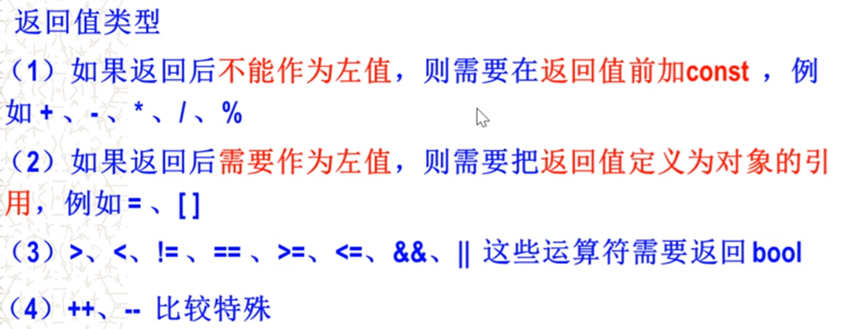 返回值类型
（1）如果返回后不能作为左值，则需要在返回值前加const ，例
如 + 、- 、* 、/ 、%
（2）如果返回后需要作为左值，则需要把返回值定义为对象的引
用，例如 = 、[ ]
（3）>、<、!= 、== 、>=、<=、&&、|| 这些运算符需要返回 bool
（4）++、-- 比较特殊